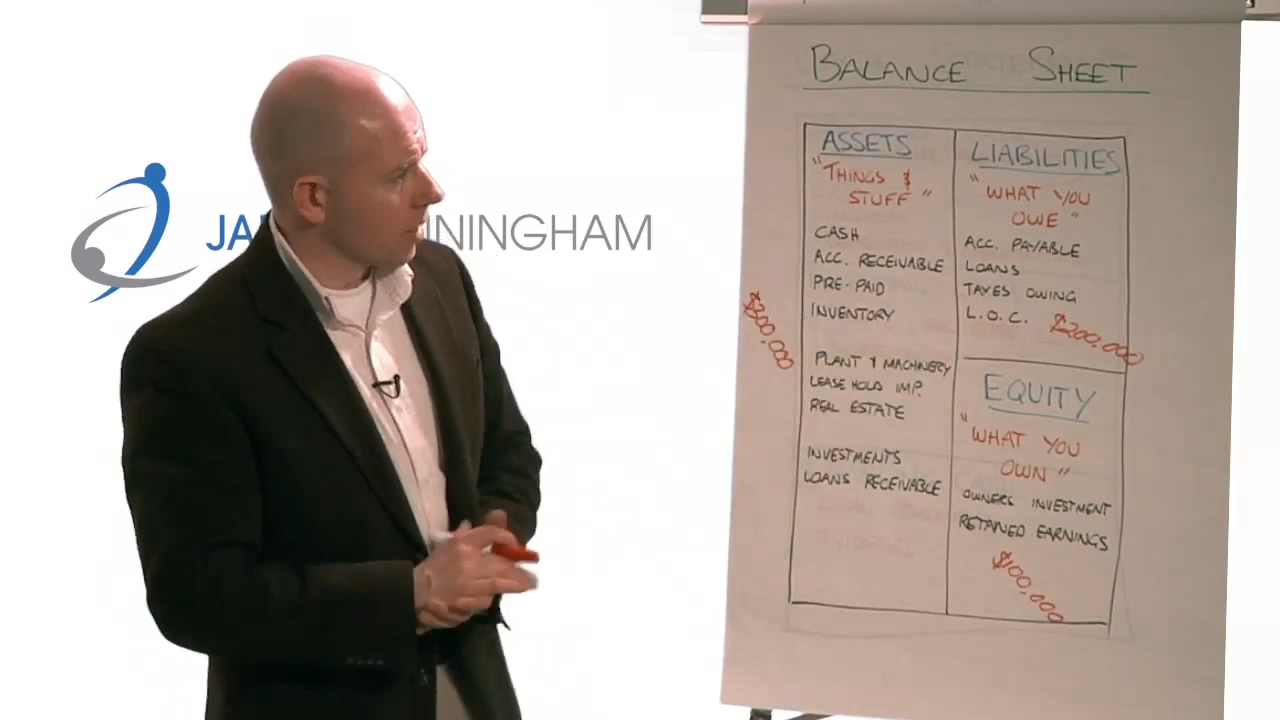 JA NINGHAM
BALANCE SHEET
ASSETS
"THINGS &
STUFF"
CASH
ACC. RECEIVABLE
PRE-PAID
INVENTORY
PLANT & MACHINERY
LEASE HOLD IMP.
REAL ESTATE
INVESTMENTS
LOANS RECEIVABLE
$300,000
LIABILITIES
"WHAT YOU
OWE"
ACC. PAYABLE
LOANS
TAXES OWING
L.O.C. $200,000
EQUITY
"WHAT YOU
OWN"
OWNERS INVESTMENT
RETAINED EARNINGS
$100,000